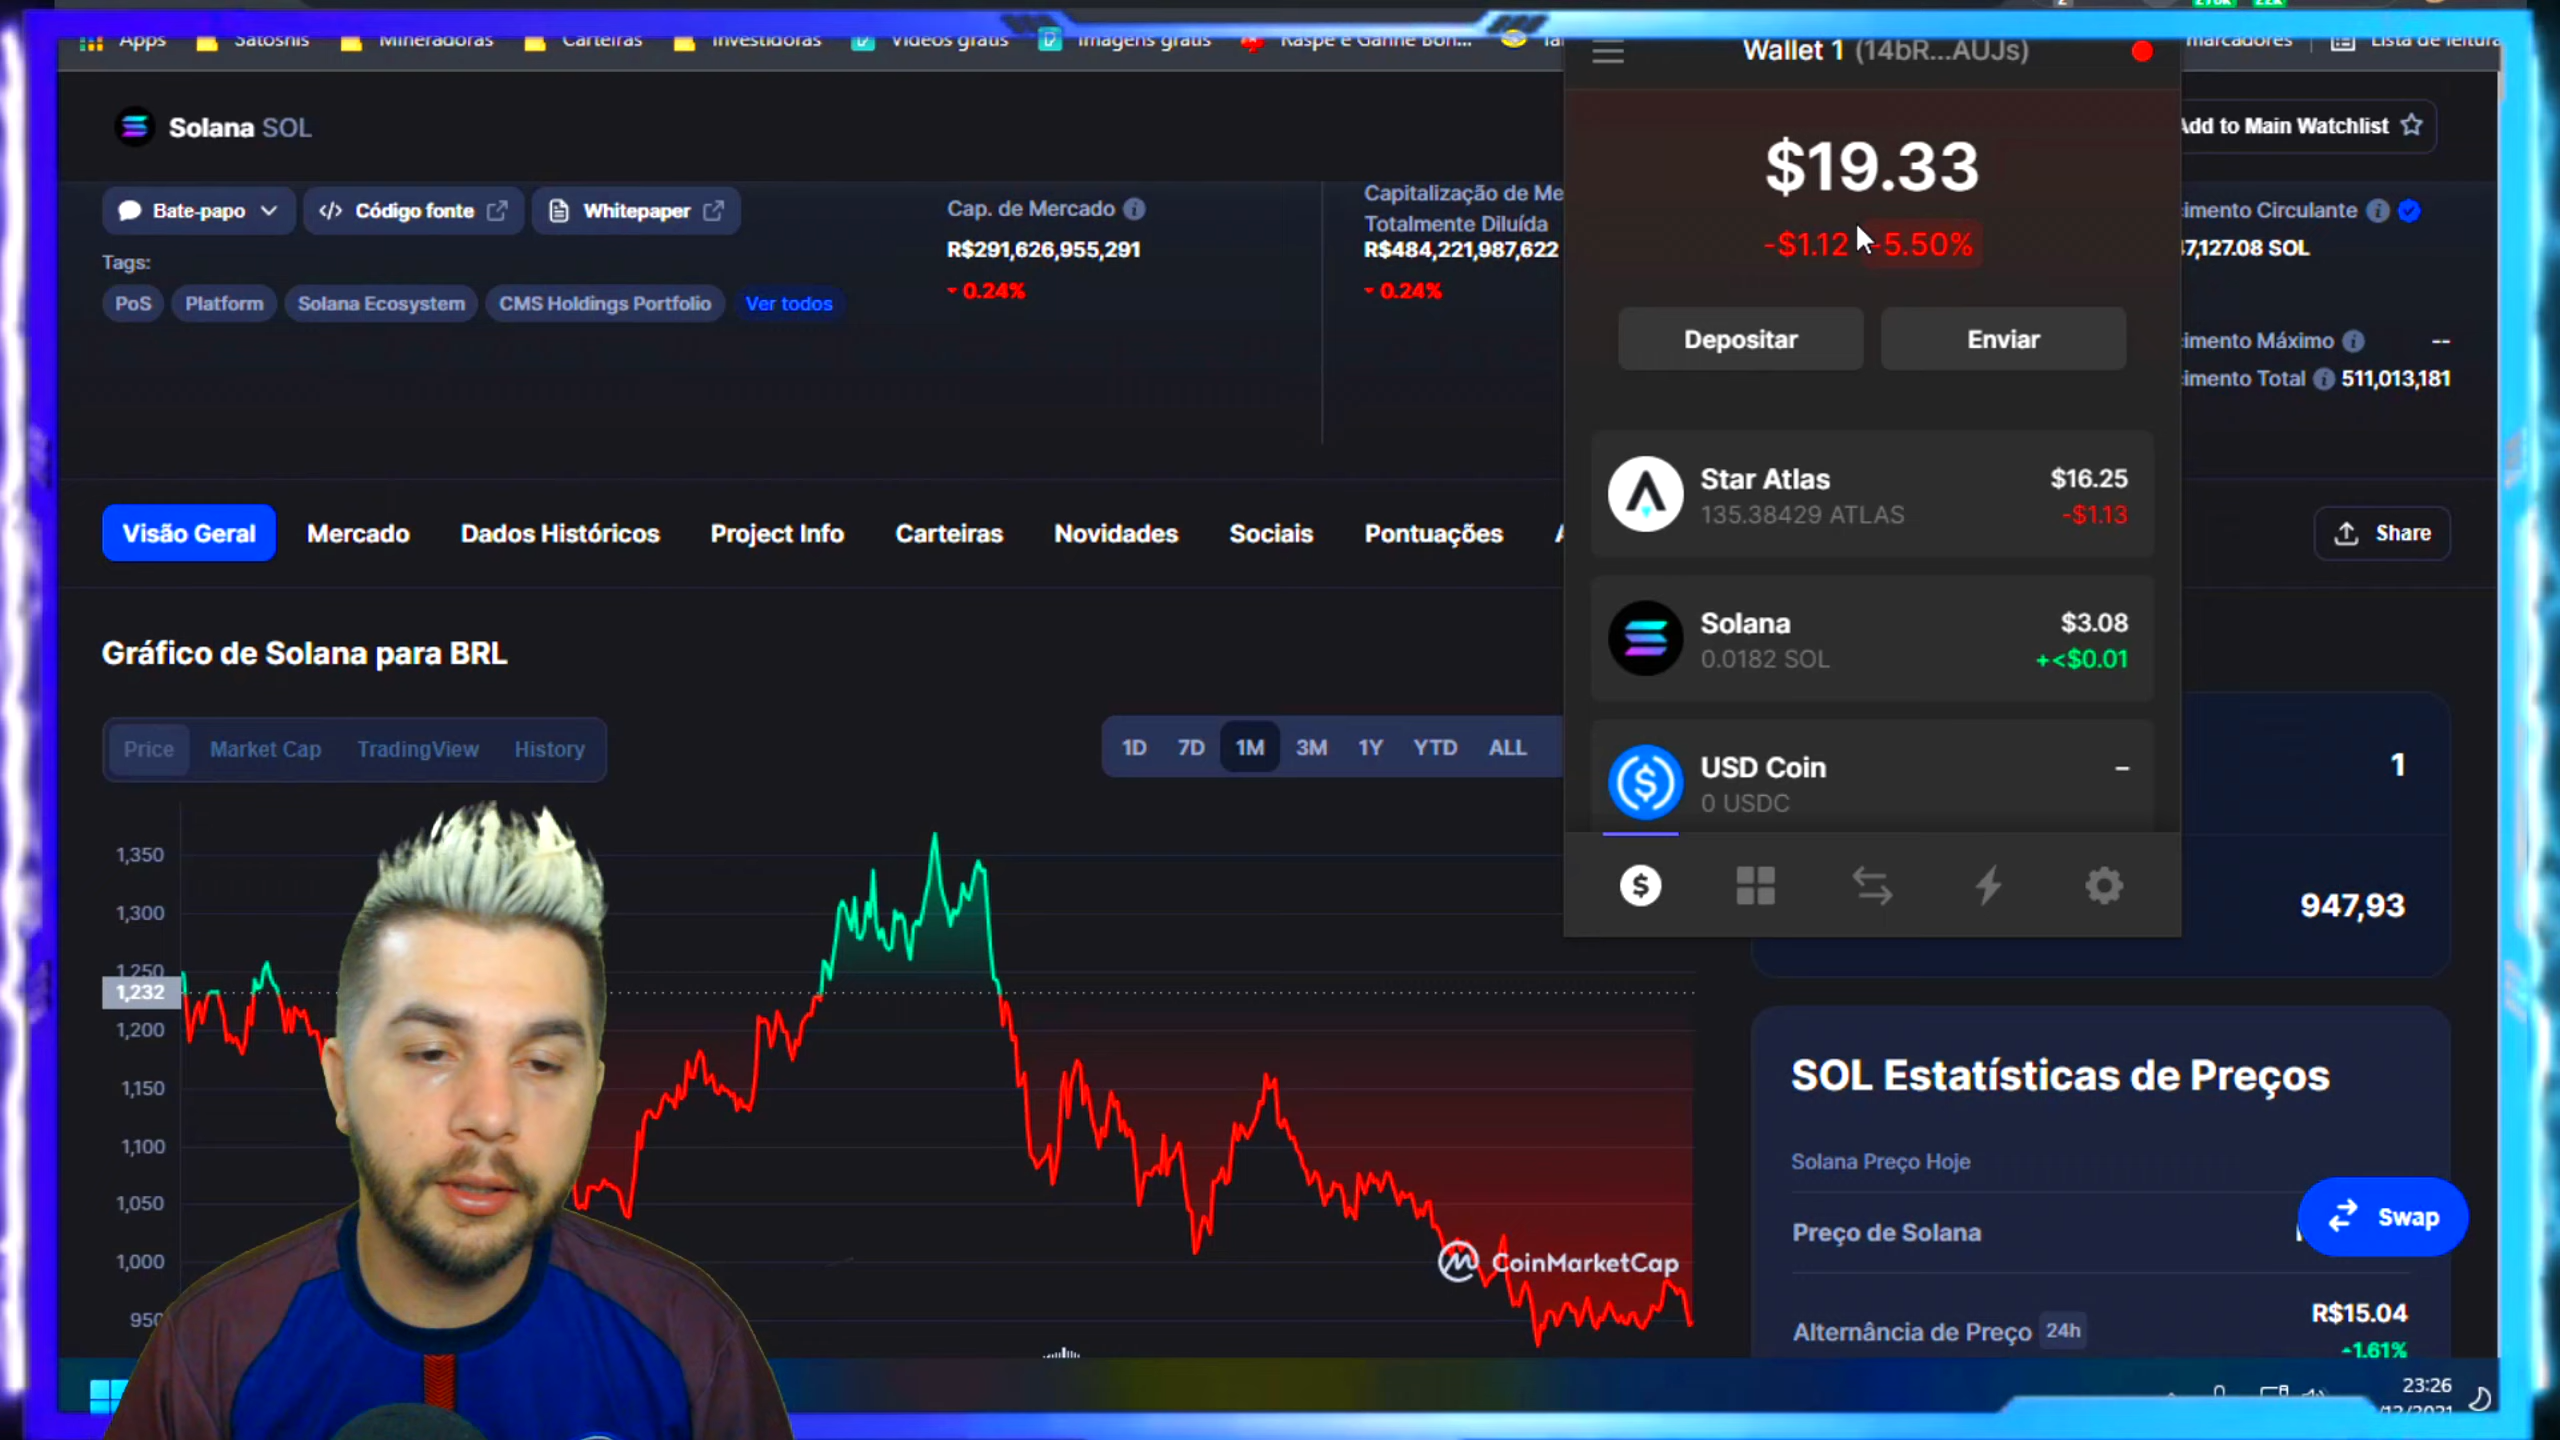 Apps
Satoshis
Mineradoras
Carteiras
Investidoras
Vídeos grátis
Imagens grátis
Raspe e Ganhe Bôn...
marcadores
Lista de leitura
Wallet 1 (14bR...AUJs)
Solana SOL
$19.33
-$1.12 -5.50%
Add to Main Watchlist
Bate-papo
Código fonte
Whitepaper
Tags:
PoS
Platform
Solana Ecosystem
CMS Holdings Portfolio
Ver todos
Cap. de Mercado
R$291,626,955,291
0.24%
Capitalização de Me
Totalmente Diluída
R$484,221,987,622
0.24%
imento Circulante
7,127.08 SOL
imento Máximo --
imento Total 511,013,181
Depositar
Enviar
Star Atlas $16.25
135.38429 ATLAS -$1.13
Solana $3.08
0.0182 SOL +<$0.01
USD Coin –
0 USDC
Visão Geral
Mercado
Dados Históricos
Project Info
Carteiras
Novidades
Sociais
Pontuações
Share
Gráfico de Solana para BRL
Price
Market Cap
TradingView
History
1D
7D
1M
3M
1Y
YTD
ALL
1
947,93
1,350
1,300
1,250
1,232
1,200
1,150
1,100
1,050
1,000
950
CoinMarketCap
SOL Estatísticas de Preços
Solana Preço Hoje
Preço de Solana
Swap
Alternância de Preço 24h
R$15.04
1.61%
23:26